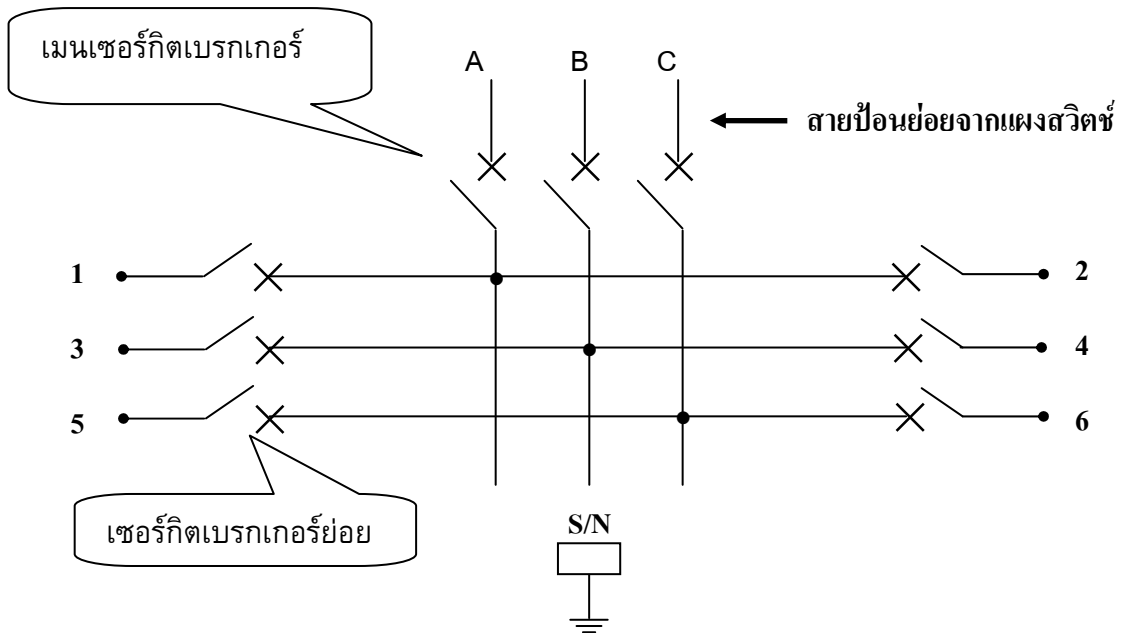 เมนเซอร์กิตเบรกเกอร์
A B C
สายป้อนย่อยจากแผงสวิตช์
1 2
3 4
5 6
เซอร์กิตเบรกเกอร์ย่อย
S/N